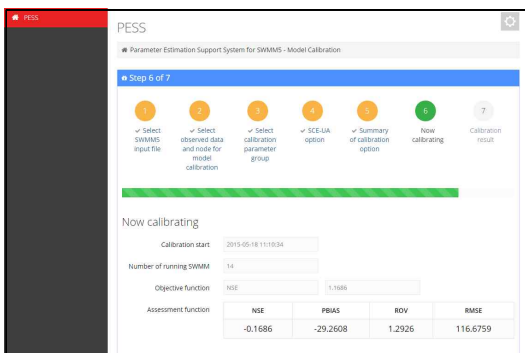 PESS
PESS
Parameter Estimation Support System for SWMM5 - Model Calibration
Step 6 of 7
1
2
3
4
5
6
7
Select SWMM5 input file
Select observed data and node for model calibration
Select calibration parameter group
SCE-UA option
Summary of calibration option
Now calibrating
Calibration result
Now calibrating
Calibration start 2015-05-18 11:10:34
Number of running SWMM 14
Objective function NSE 1.1686
Assessment function NSE PBIAS ROV RMSE
-0.1686 -29.2608 1.2926 116.6759